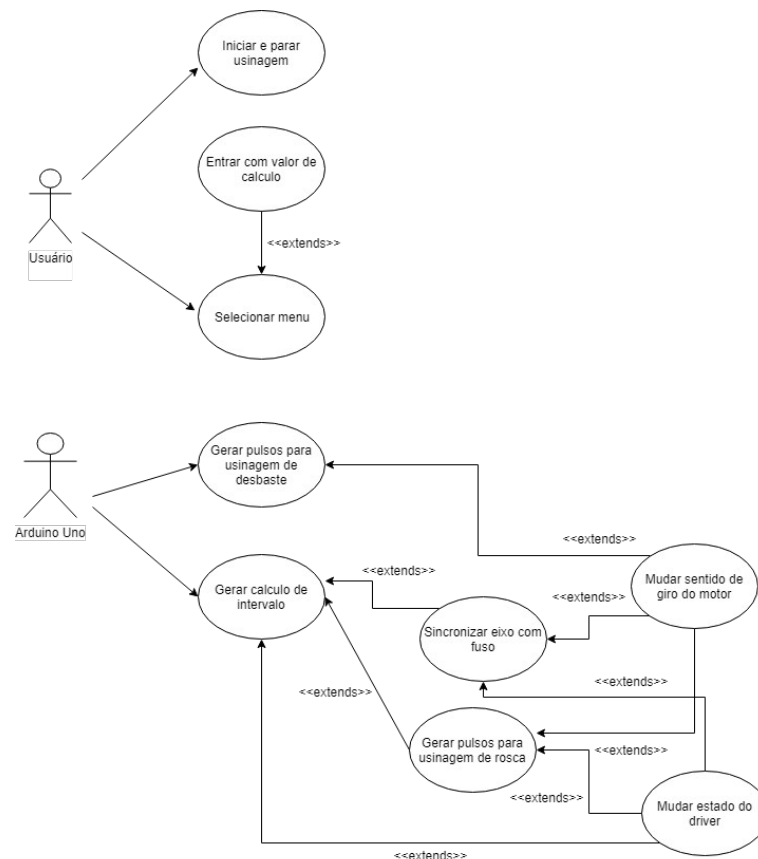 Iniciar e parar
usinagem
Entrar com valor de
calculo
<<extends>>
Usuário
Selecionar menu
Gerar pulsos para
usinagem de
desbaste
Arduino Uno
<<extends>>
Mudar sentido de
giro do motor
<<extends>>
Gerar calculo de
intervalo
<<extends>>
Sincronizar eixo com
fuso
<<extends>>
<<extends>>
Gerar pulsos para
usinagem de rosca
<<extends>>
<<extends>>
Mudar estado do
driver
<<extends>>